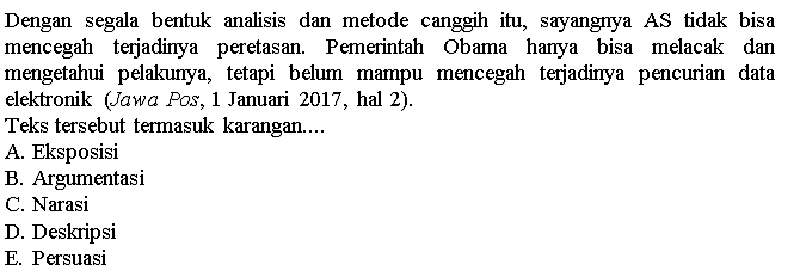 Dengan segala bentuk analisis dan metode canggih itu, sayangnya AS tidak bisa
mencegah terjadinya peretasan. Pemerintah Obama hanya bisa melacak dan
mengetahui pelakunya, tetapi belum mampu mencegah terjadinya pencurian data
elektronik (Jawa Pos, 1 Januari 2017, hal 2).
Teks tersebut termasuk karangan....
A. Eksposisi
B. Argumentasi
C. Narasi
D. Deskripsi
E. Persuasi